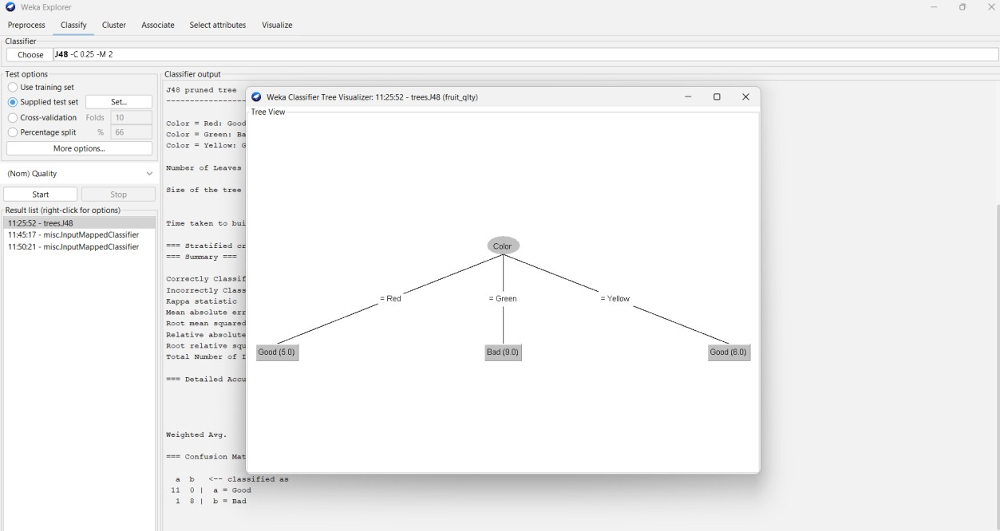 Weka Explorer
Preprocess Classify Cluster Associate Select attributes Visualize
Classifier
Choose J48 -C 0.25 -M 2
Test options
Use training set
Supplied test set Set...
Cross-validation Folds 10
Percentage split % 66
More options...
(Nom) Quality
Start Stop
Result list (right-click for options)
11:25:52 - trees.J48
11:45:17 - misc.InputMappedClassifier
11:50:21 - misc.InputMappedClassifier
Classifier output
J48 pruned tree
------------------
Color = Red: Good
Color = Green: Ba
Color = Yellow: G
Number of Leaves
Size of the tree
Time taken to bui
=== Stratified cr
=== Summary ===
Correctly Classif
Incorrectly Class
Kappa statistic
Mean absolute err
Root mean squared
Relative absolute
Root relative squ
Total Number of I
=== Detailed Accu
Weighted Avg.
=== Confusion Mat
a b <-- classified as
11 0 | a = Good
1 8 | b = Bad
Weka Classifier Tree Visualizer: 11:25:52 - trees.J48 (fruit_qlty)
Tree View
Color
= Red = Green = Yellow
Good (5.0) Bad (9.0) Good (6.0)